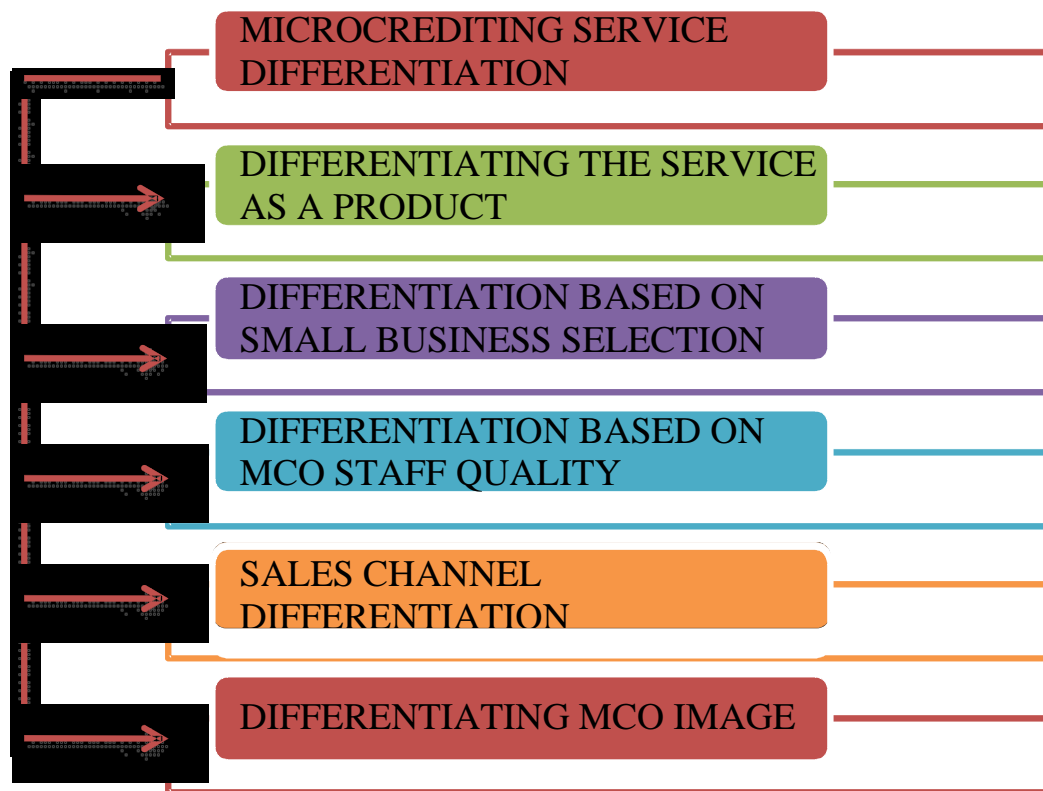 MICROCREDITING SERVICE
DIFFERENTIATION
DIFFERENTIATING THE SERVICE
AS A PRODUCT
DIFFERENTIATION BASED ON
SMALL BUSINESS SELECTION
DIFFERENTIATION BASED ON
MCO STAFF QUALITY
SALES CHANNEL
DIFFERENTIATION
DIFFERENTIATING MCO IMAGE